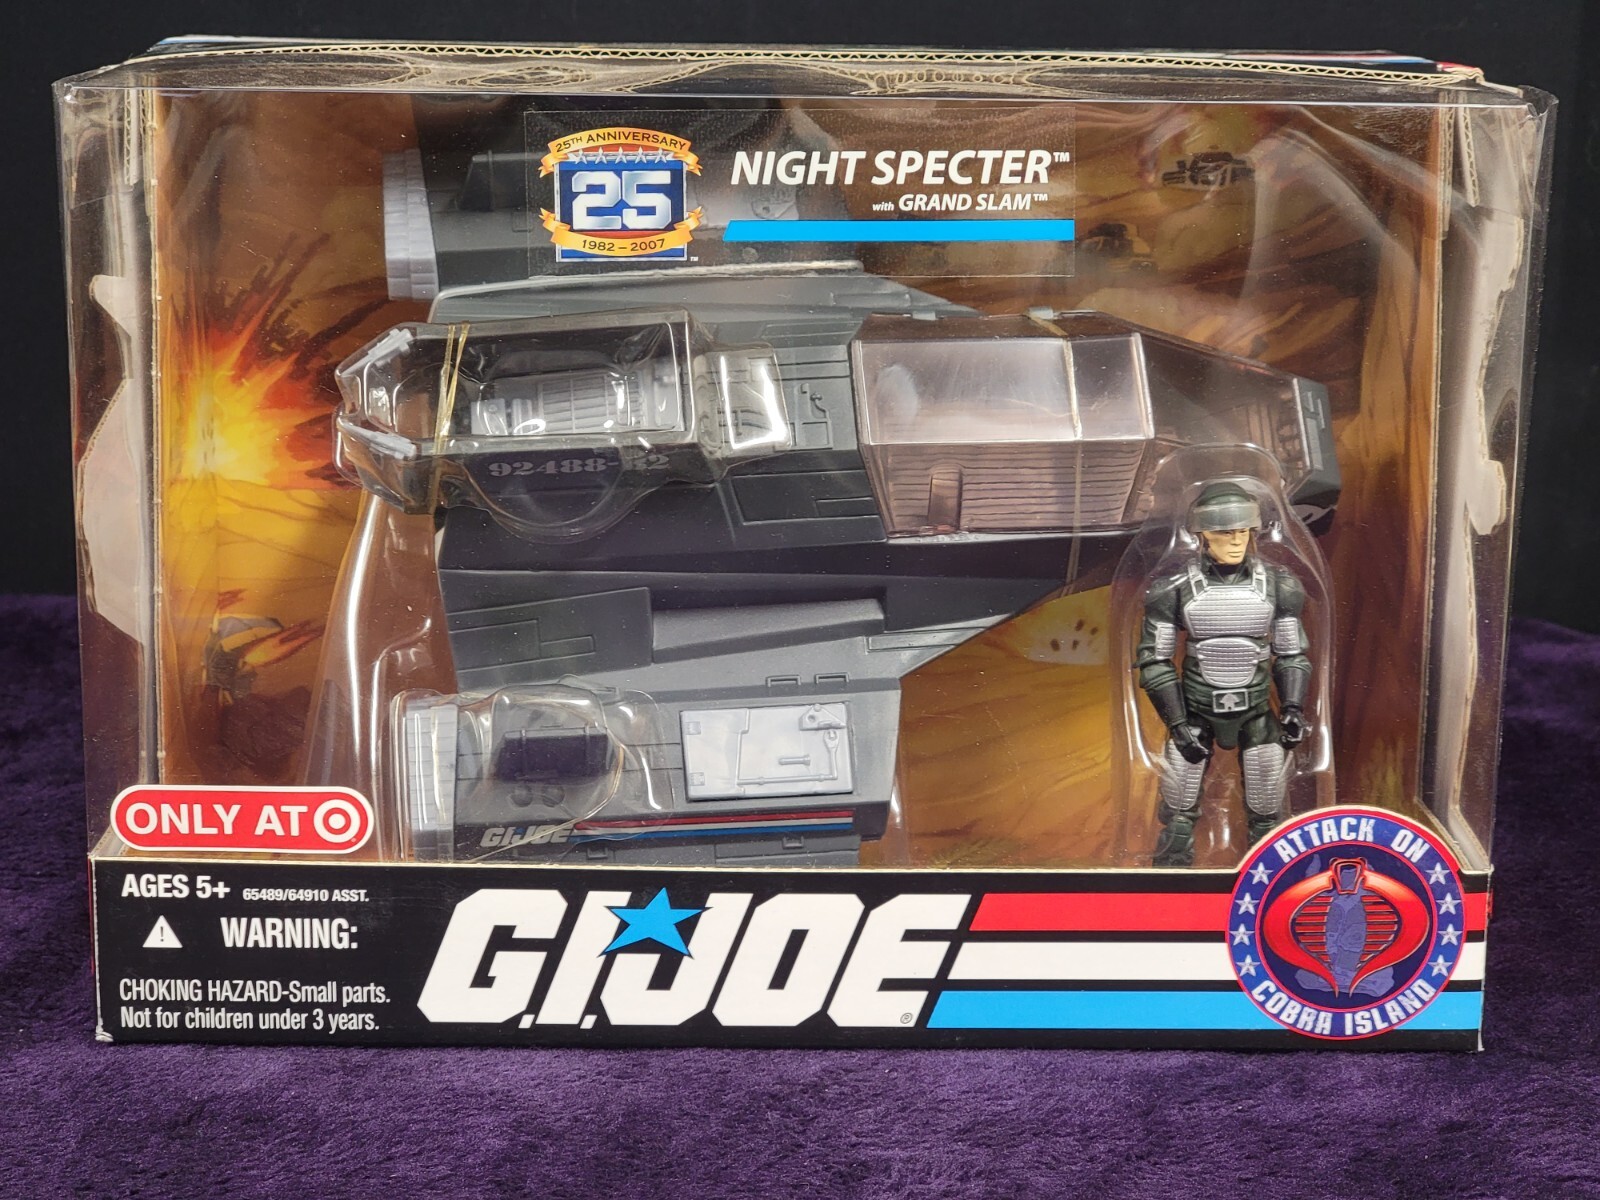 25TH ANNIVERSARY
25
1982 – 2007
™
NIGHT SPECTER™
with GRAND SLAM™
92488-
G.I.JOE
ONLY AT
AGES 5+ 65489/64910 ASST.
WARNING:
CHOKING HAZARD-Small parts.
Not for children under 3 years.
G.I.JOE®
ATTACK ON
COBRA ISLAND